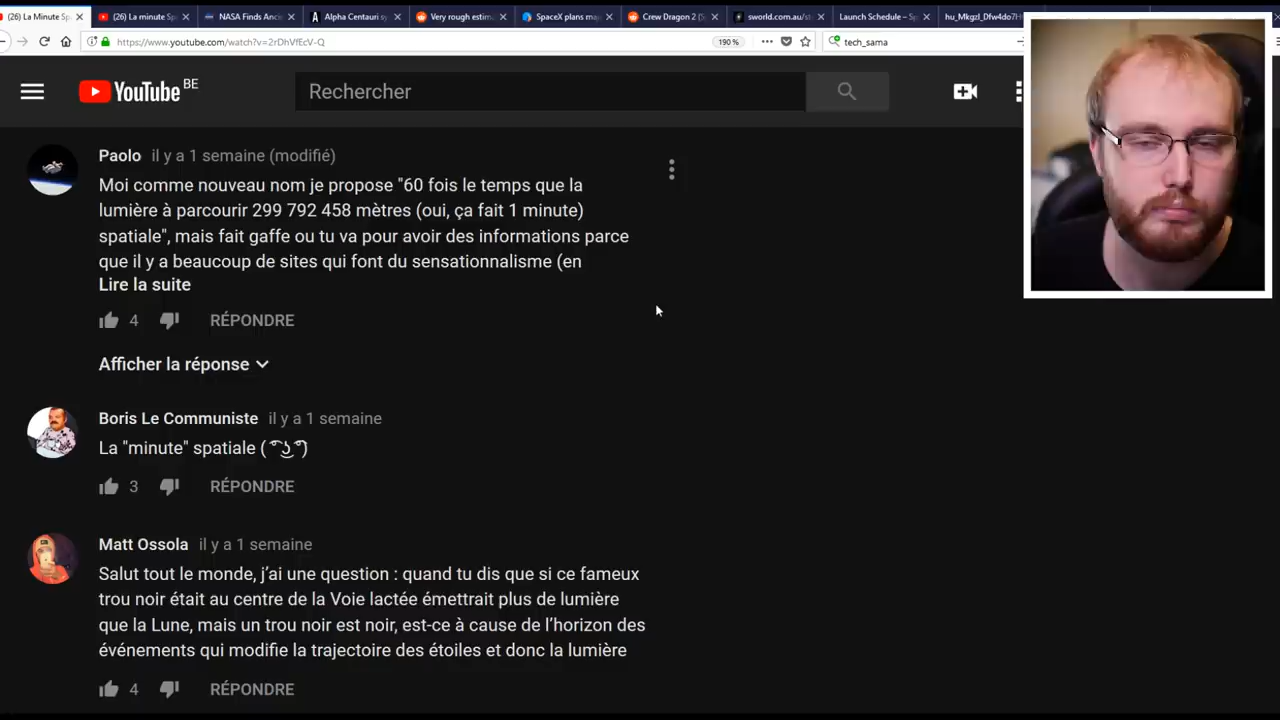 (26) La Minute Sp
(26) La minute Sp
NASA Finds Anci
Alpha Centauri sy
Very rough estim
SpaceX plans ma
Crew Dragon 2 (S
sworld.com.au/st
Launch Schedule – Sp
hu_MkgzI_Dfw4do7H
https://www.youtube.com/watch?v=2rDhVfEcV-Q
190 %
tech_sama
YouTube BE
Rechercher
Paolo il y a 1 semaine (modifié)
Moi comme nouveau nom je propose "60 fois le temps que la
lumière à parcourir 299 792 458 mètres (oui, ça fait 1 minute)
spatiale", mais fait gaffe ou tu va pour avoir des informations parce
que il y a beaucoup de sites qui font du sensationnalisme (en
Lire la suite
4 RÉPONDRE
Afficher la réponse
Boris Le Communiste il y a 1 semaine
La "minute" spatiale ( ͡° ͜ʖ ͡°)
3 RÉPONDRE
Matt Ossola il y a 1 semaine
Salut tout le monde, j’ai une question : quand tu dis que si ce fameux
trou noir était au centre de la Voie lactée émettrait plus de lumière
que la Lune, mais un trou noir est noir, est-ce à cause de l’horizon des
événements qui modifie la trajectoire des étoiles et donc la lumière
4 RÉPONDRE